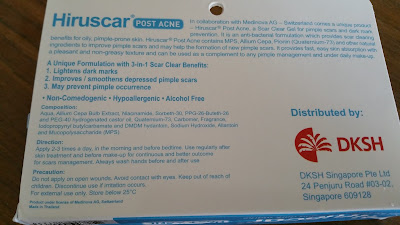 Hiruscar® POST ACNE
In collaboration with Medinova AG – Switzerland comes a unique product
– Hiruscar® Post Acne, a Scar Clear Gel for pimple scars and dark mark
prevention. It is an anti-bacterial formulation which provides scar clearing
benefits for oily, pimple-prone skin. Hiruscar® Post Acne contains MPS, Allium Cepa, Pionin (Quaternium-73) and other natural
ingredients to improve pimple scars and may help the formation of new pimple scars. It provides fast, easy skin absorption with
a pleasant and non-greasy texture and can be used as a complement to any pimple management and under daily make-up.
A Unique Formulation with 3-in-1 Scar Clear Benefits:
1. Lightens dark marks
2. Improves / smoothens depressed pimple scars
3. May prevent pimple occurrence
• Non-Comedogenic • Hypoallergenic • Alcohol Free
Composition:
Aqua, Allium Cepa Bulb Extract, Niacinamide, Sorbeth-30, PPG-26-Buteth-26
and PEG-40 Hydrogenated castor oil, Quaternium-73, Carbomer, Fragrance,
Iodopropynyl butylcarbamate and DMDM hydantoin, Sodium Hydroxide, Allantoin
and Mucopolysaccharide (MPS).
Direction:
Apply 2-3 times a day, in the morning and before bedtime. Use regularly after
skin treatment and before make-up for continuous and better outcome
for scars management. Always wash hands before and after use.
Precaution:
Do not apply on open wounds. Avoid contact with eyes. Keep out of reach of
children. Discontinue use if irritation occurs.
For external use only. Store below 25°C
Product under license of Medinova AG, Switzerland
Made in Thailand
Distributed by:
DKSH
DKSH Singapore Pte Ltd
24 Penjuru Road #03-02,
Singapore 609128